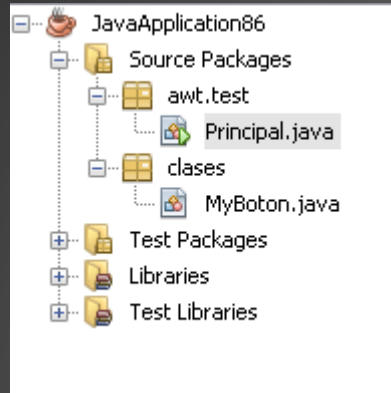 JavaApplication86
Source Packages
awt.test
Principal.java
clases
MyBoton.java
Test Packages
Libraries
Test Libraries